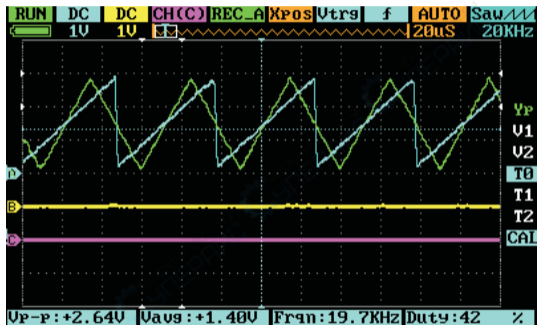 RUN DC DC CH(C) REC_A Xpos Vtrg f AUTO Saw
1V 1V 20uS 20KHz
Yp
V1
V2
A T0
T1
B T2
C CAL
Vp-p:+2.64V Vavg:+1.40V Frqn:19.7KHz Duty:42 %